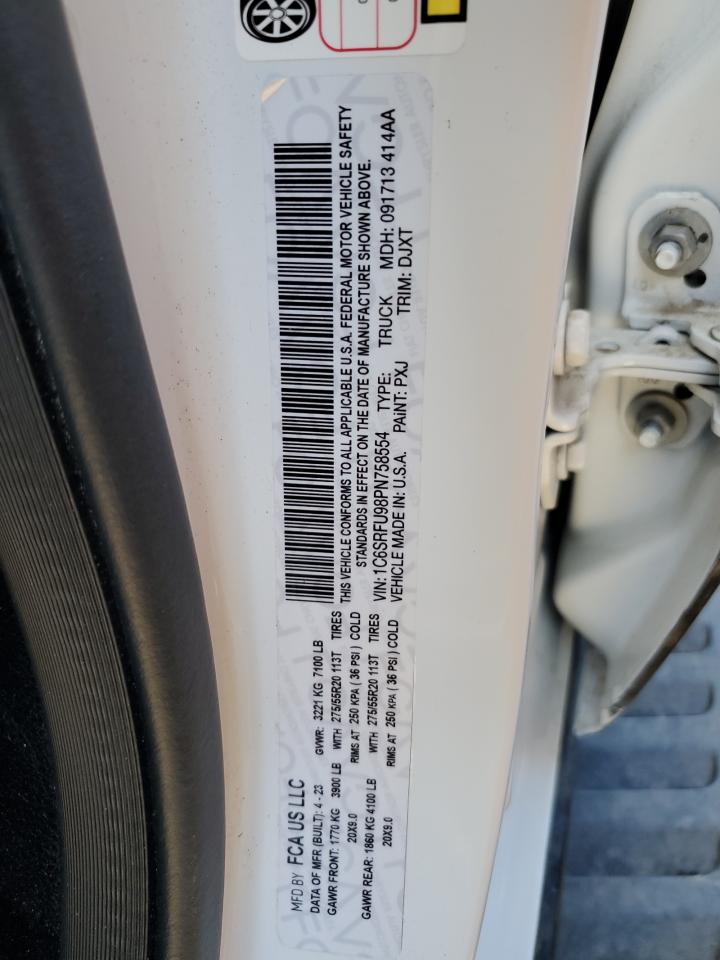 MFD BY FCA US LLC
DATA OF MFR.(BUILT): 4 - 23 GVWR: 3221 KG 7100 LB
GAWR FRONT: 1770 KG 3900 LB WITH 275/55R20 113T TIRES
20X9.0 RIMS AT 250 KPA ( 36 PSI ) COLD
GAWR REAR: 1860 KG 4100 LB WITH 275/55R20 113T TIRES
20X9.0 RIMS AT 250 KPA ( 36 PSI ) COLD
THIS VEHICLE CONFORMS TO ALL APPLICABLE U.S.A. FEDERAL MOTOR VEHICLE SAFETY
STANDARDS IN EFFECT ON THE DATE OF MANUFACTURE SHOWN ABOVE.
VIN: 1C6SRFU98PN758554 TYPE: TRUCK MDH: 091713 414AA
VEHICLE MADE IN: U.S.A. PAiNT: PXJ TRIM: DJXT